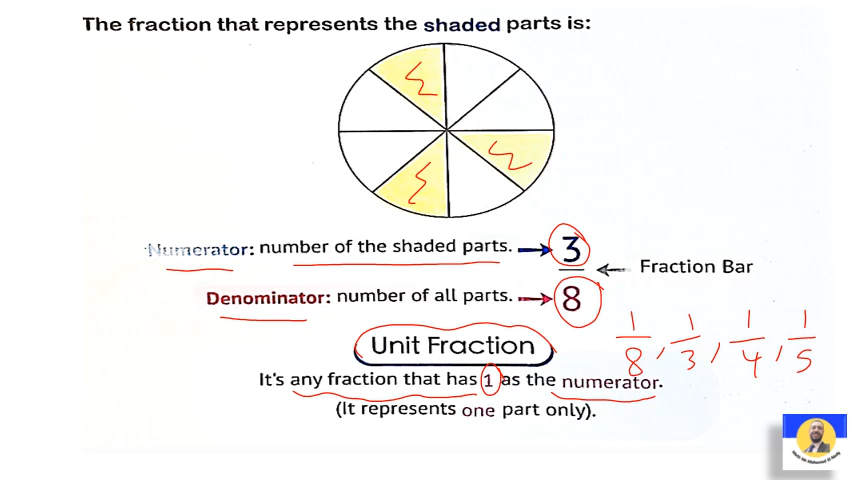 The fraction that represents the shaded parts is:
Numerator: number of the shaded parts. 3
Fraction Bar
Denominator: number of all parts. 8
1/8, 1/3, 1/4, 1/5
Unit Fraction
It's any fraction that has 1 as the numerator.
(It represents one part only).